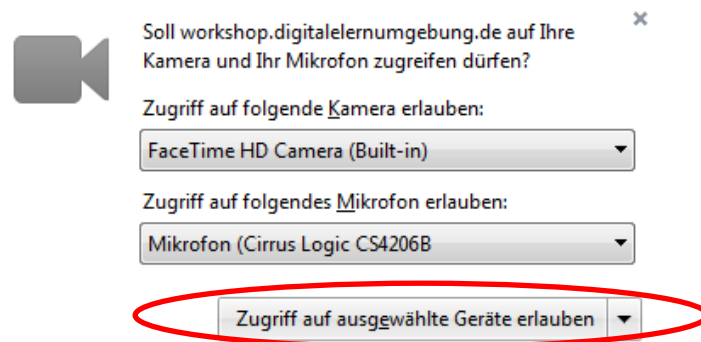 Soll workshop.digitalelernumgebung.de auf Ihre
Kamera und Ihr Mikrofon zugreifen dürfen?
Zugriff auf folgende Kamera erlauben:
FaceTime HD Camera (Built-in)
Zugriff auf folgendes Mikrofon erlauben:
Mikrofon (Cirrus Logic CS4206B
Zugriff auf ausgewählte Geräte erlauben